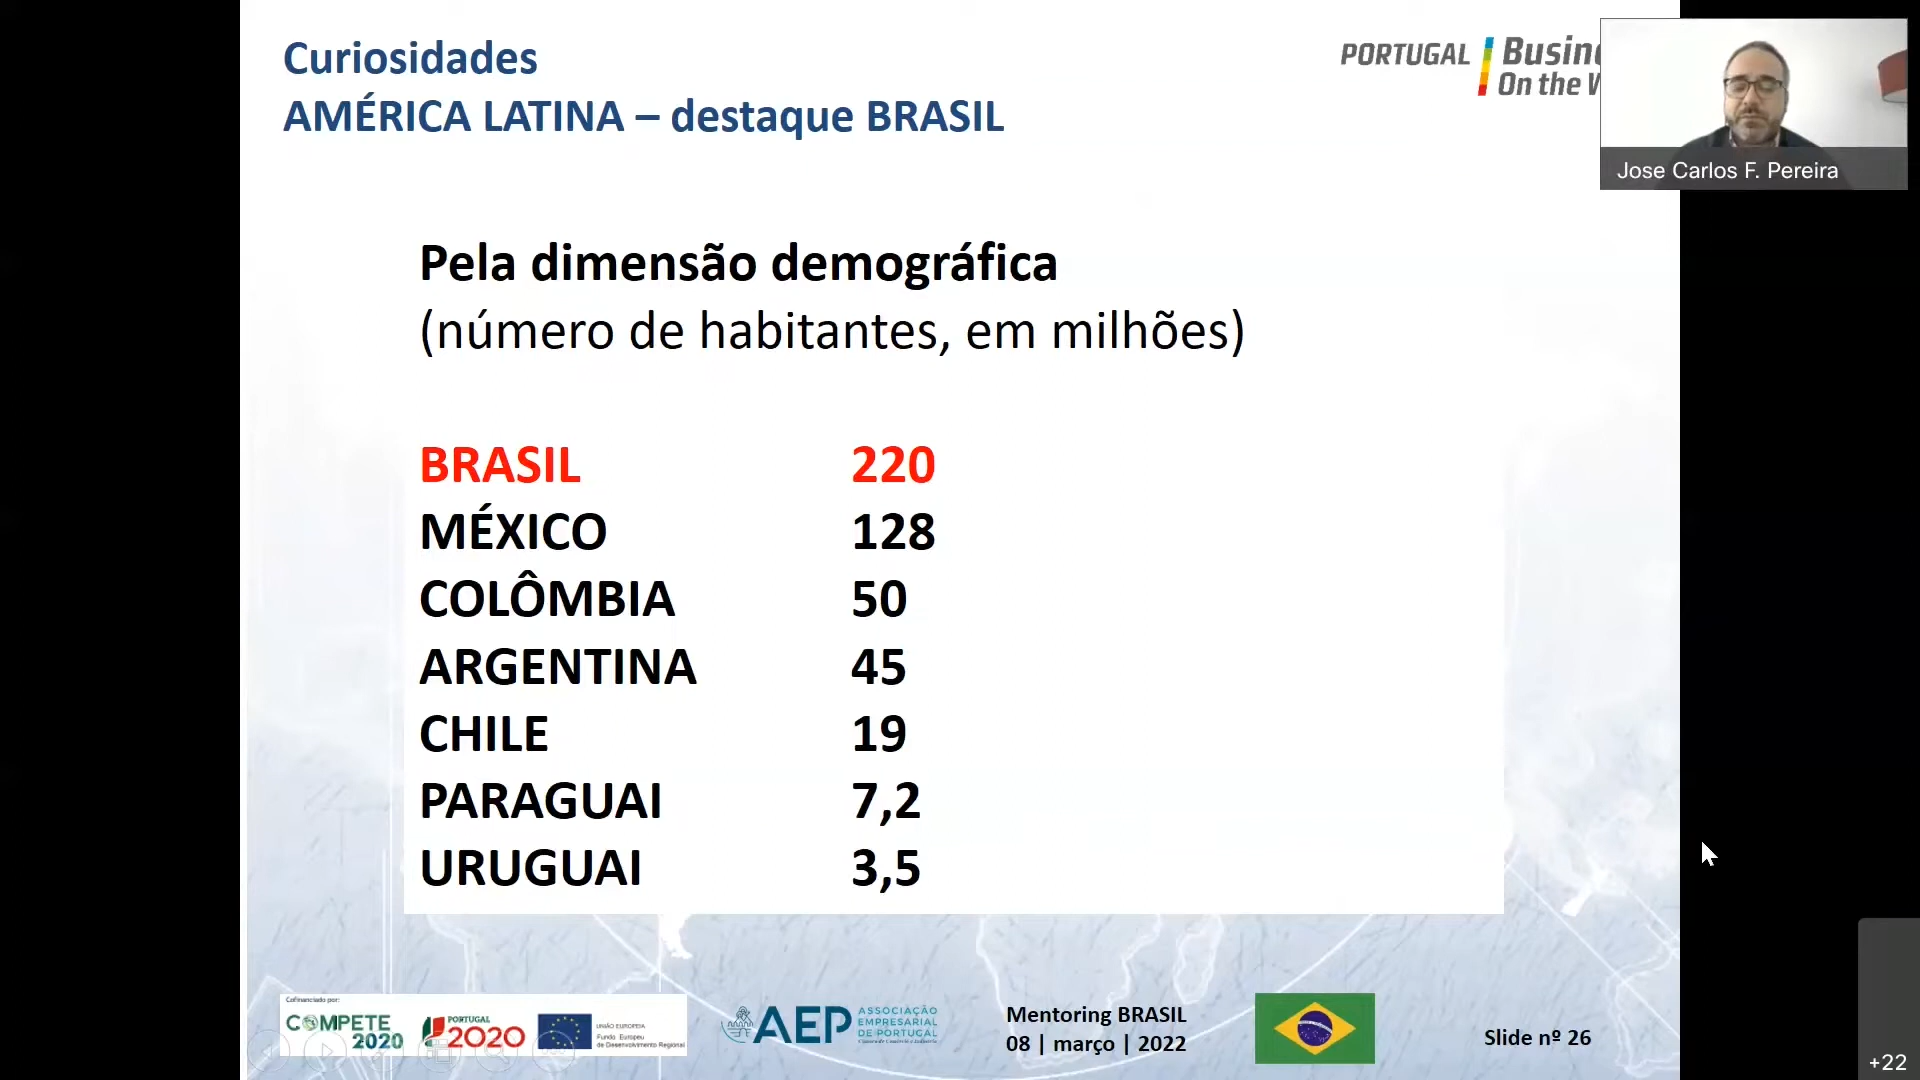 Curiosidades
AMÉRICA LATINA – destaque BRASIL
PORTUGAL
Busine
On the W
Jose Carlos F. Pereira
Pela dimensão demográfica
(número de habitantes, em milhões)
BRASIL 220
MÉXICO 128
COLÔMBIA 50
ARGENTINA 45
CHILE 19
PARAGUAI 7,2
URUGUAI 3,5
Cofinanciado por:
COMPETE
2020
PORTUGAL
2020
UNIÃO EUROPEIA
Fundo Europeu
de Desenvolvimento Regional
AEP
ASSOCIAÇÃO
EMPRESARIAL
DE PORTUGAL
Mentoring BRASIL
08 | março | 2022
Slide nº 26
+22